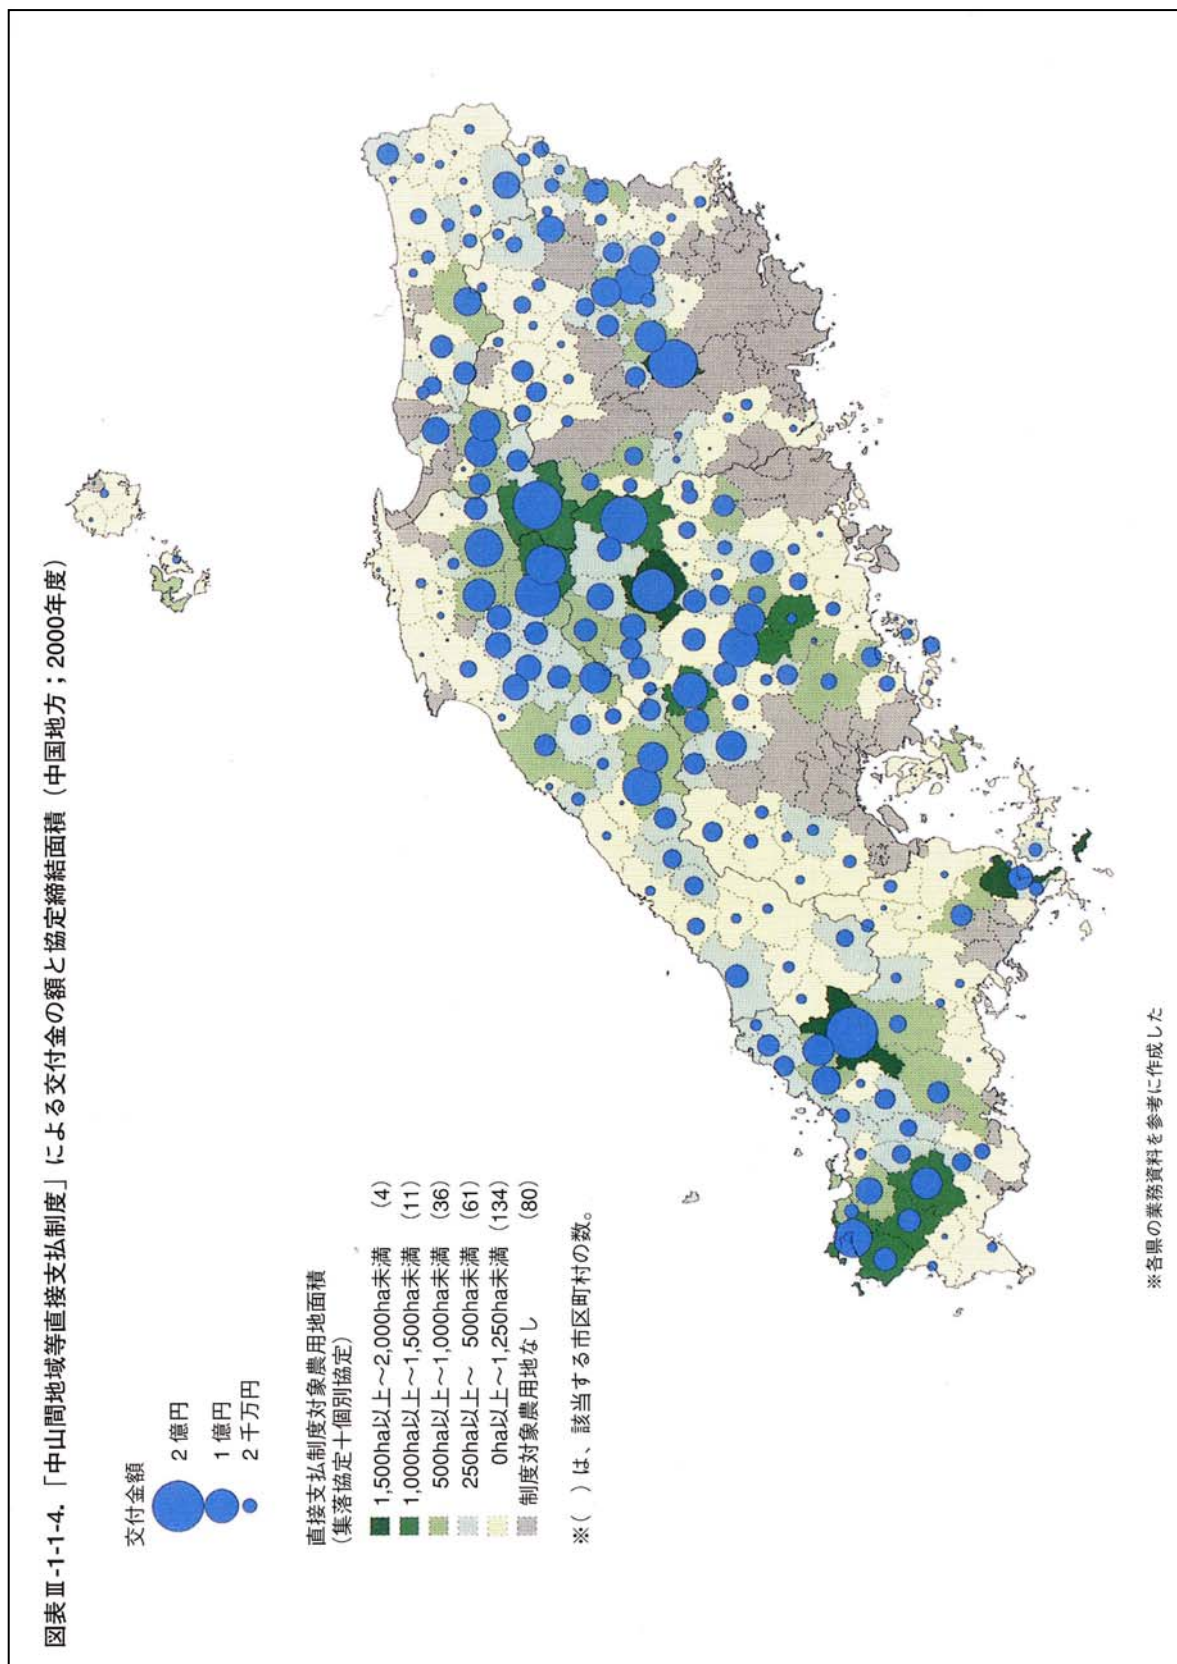 図表Ⅱ-1-1-4.「中山間地域等直接支払制度」による交付金の額と協定締結面積（中国地方；2000年度）
交付金額
2億円
1億円
2千万円
直接支払制度対象農用地面積
（集落協定十個別協定）
1,500ha以上～2,000ha未満 (4)
1,000ha以上～1,500ha未満 (11)
500ha以上～1,000ha未満 (36)
250ha以上～ 500ha未満 (61)
0ha以上～1,250ha未満 (134)
制度対象農用地なし (80)
※( )は、該当する市区町村の数。
※各県の業務資料を参考に作成した